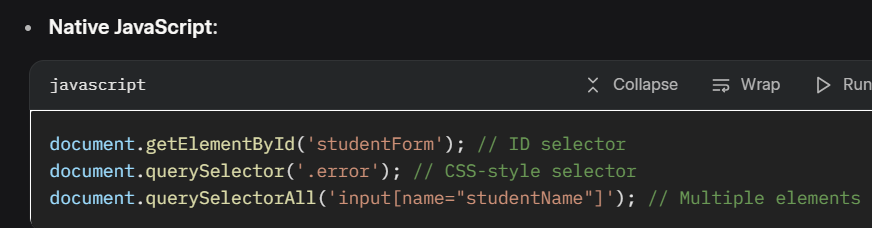 Native JavaScript:
javascript Collapse Wrap Run
document.getElementById('studentForm'); // ID selector
document.querySelector('.error'); // CSS-style selector
document.querySelectorAll('input[name="studentName"]'); // Multiple elements